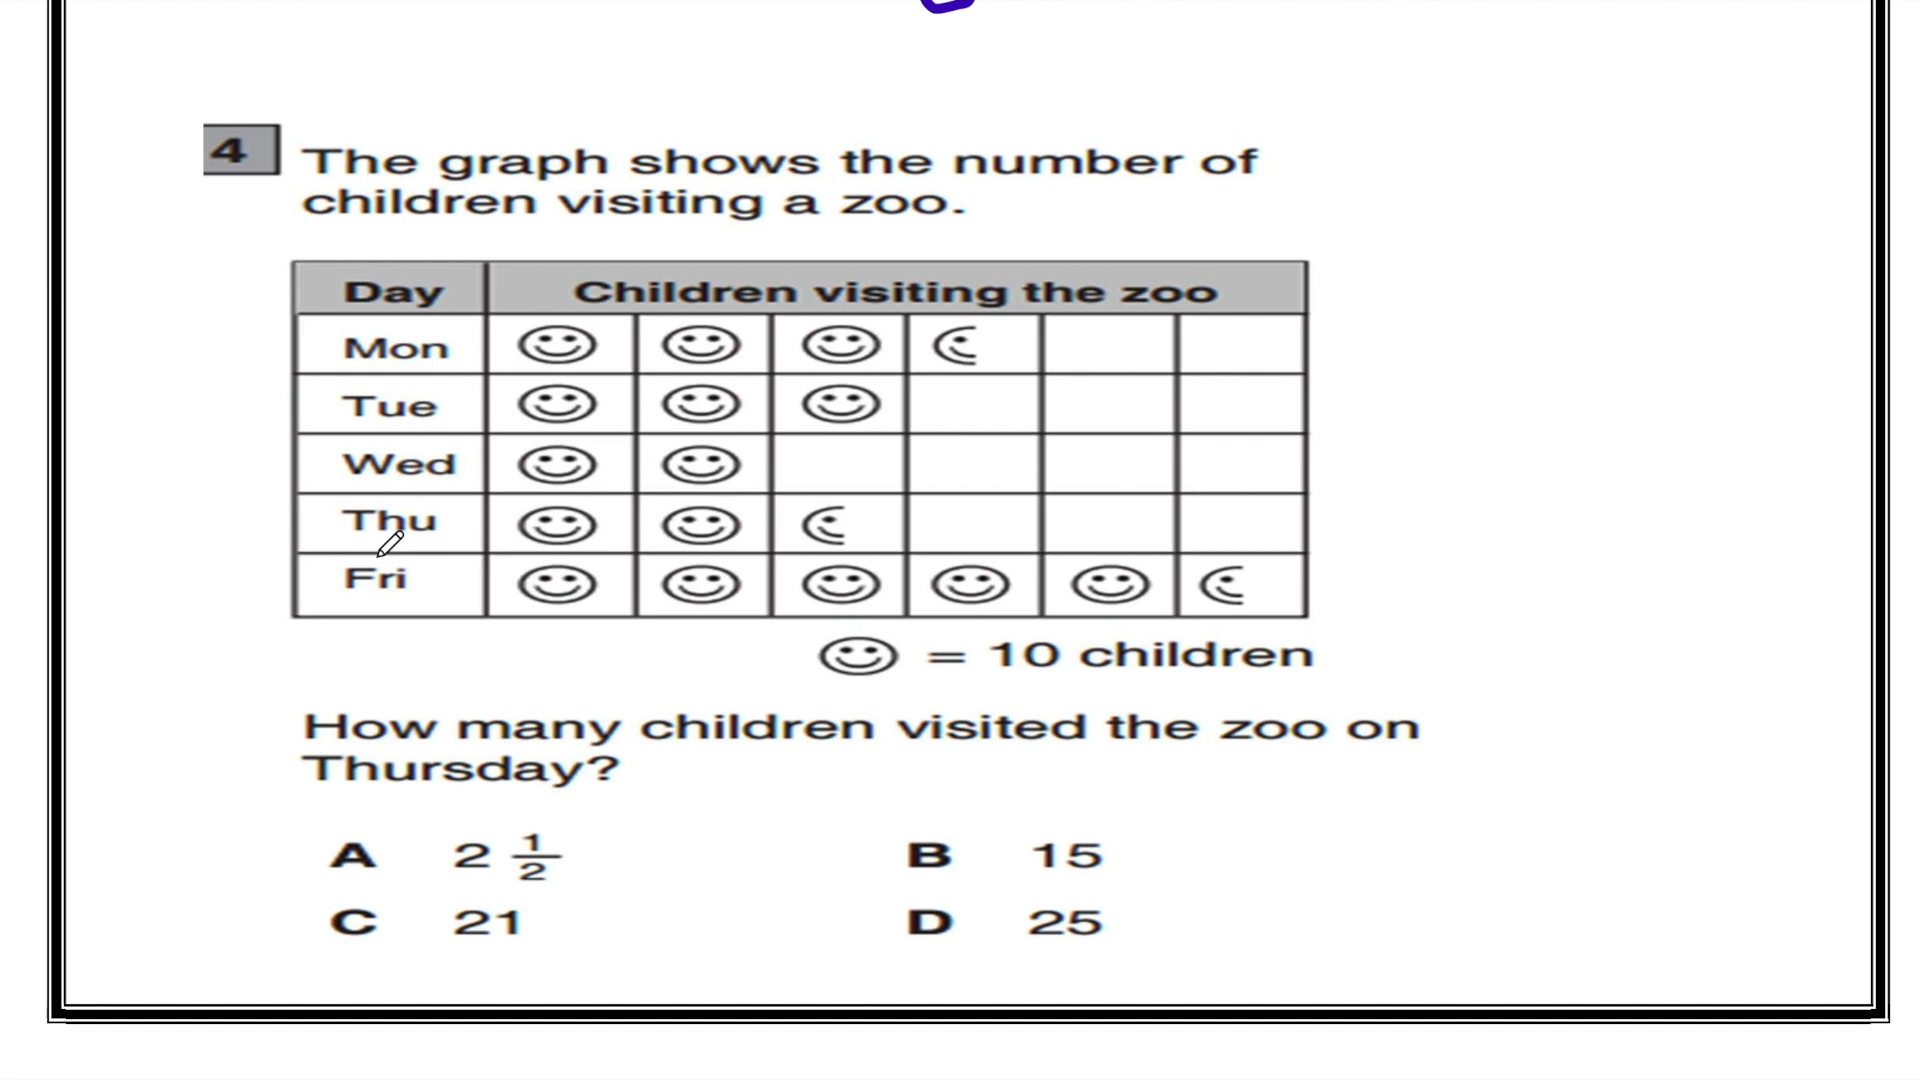 4
The graph shows the number of
children visiting a zoo.
Day Children visiting the zoo
Mon
Tue
Wed
Thu
Fri
= 10 children
How many children visited the zoo on
Thursday?
A 2 1/2 B 15
C 21 D 25